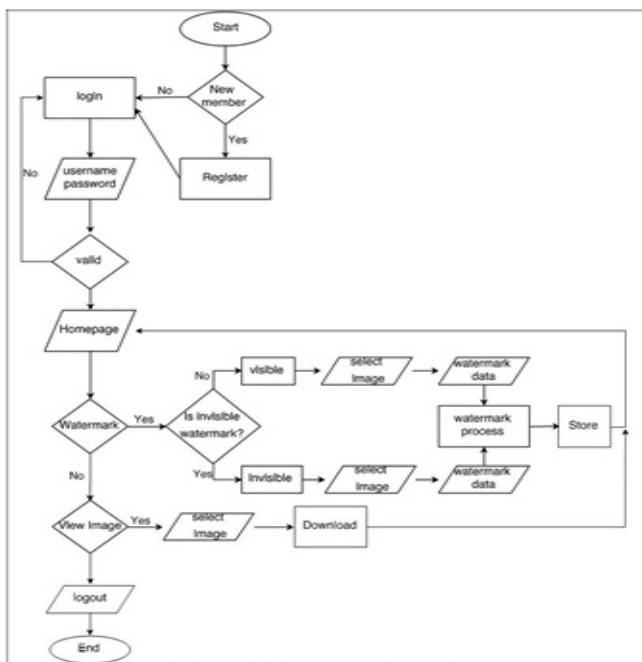 Start
New
member
No
login
Yes
Register
username
password
No
valid
Homepage
Watermark
Yes
Is invisible
watermark?
No
visible
select
image
watermark
data
watermark
process
Store
Yes
invisible
select
image
watermark
data
No
View Image
Yes
select
image
Download
logout
End